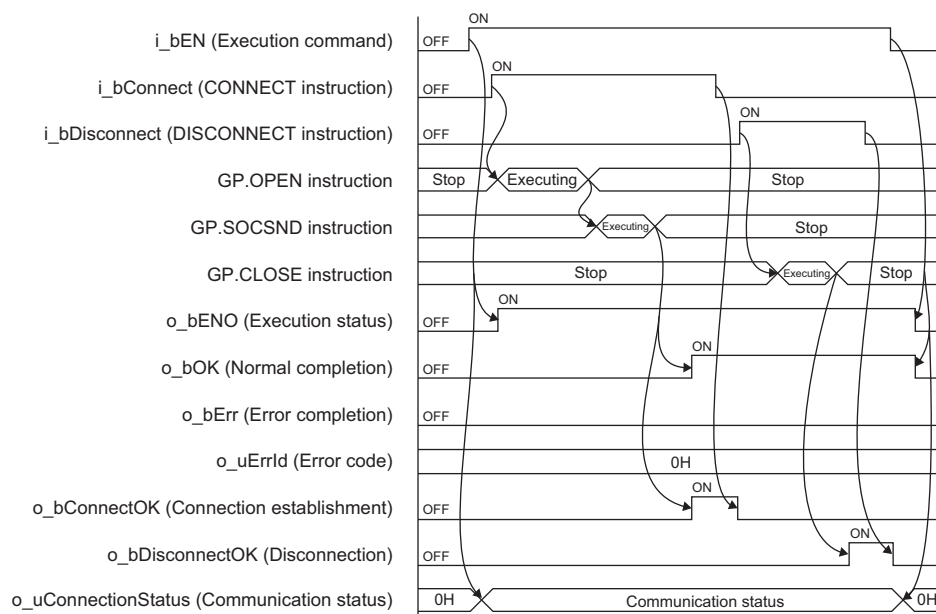 ON
i_bEN (Execution command) OFF
ON
i_bConnect (CONNECT instruction) OFF
ON
i_bDisconnect (DISCONNECT instruction) OFF
GP.OPEN instruction Stop Executing Stop
GP.SOCSND instruction Executing Stop
GP.CLOSE instruction Stop Executing Stop
ON
o_bENO (Execution status) OFF
ON
o_bOK (Normal completion) OFF
o_bErr (Error completion) OFF
o_uErrId (Error code) 0H
ON
o_bConnectOK (Connection establishment) OFF
ON
o_bDisconnectOK (Disconnection) OFF
o_uConnectionStatus (Communication status) 0H Communication status 0H